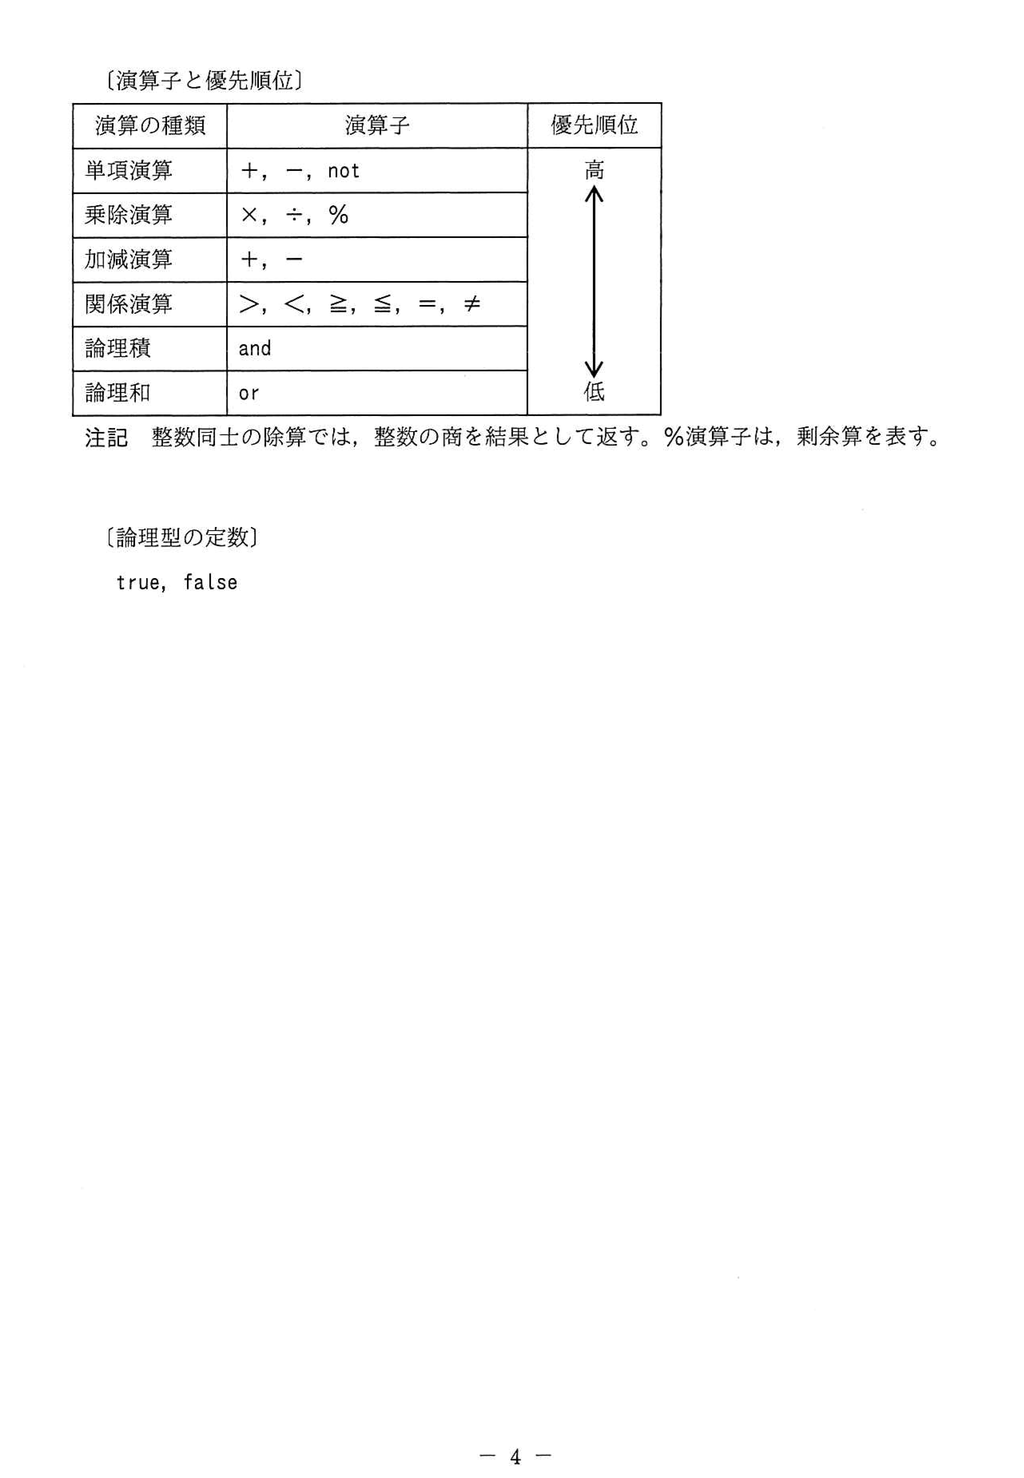 〔演算子と優先順位〕
演算の種類 演算子 優先順位
単項演算 +, −, not 高
乗除演算 ×, ÷, %
加減演算 +, −
関係演算 >, <, ≧, ≦, =, ≠
論理積 and
論理和 or 低
注記　整数同士の除算では，整数の商を結果として返す。%演算子は，剰余算を表す。
〔論理型の定数〕
true, false
− 4 −